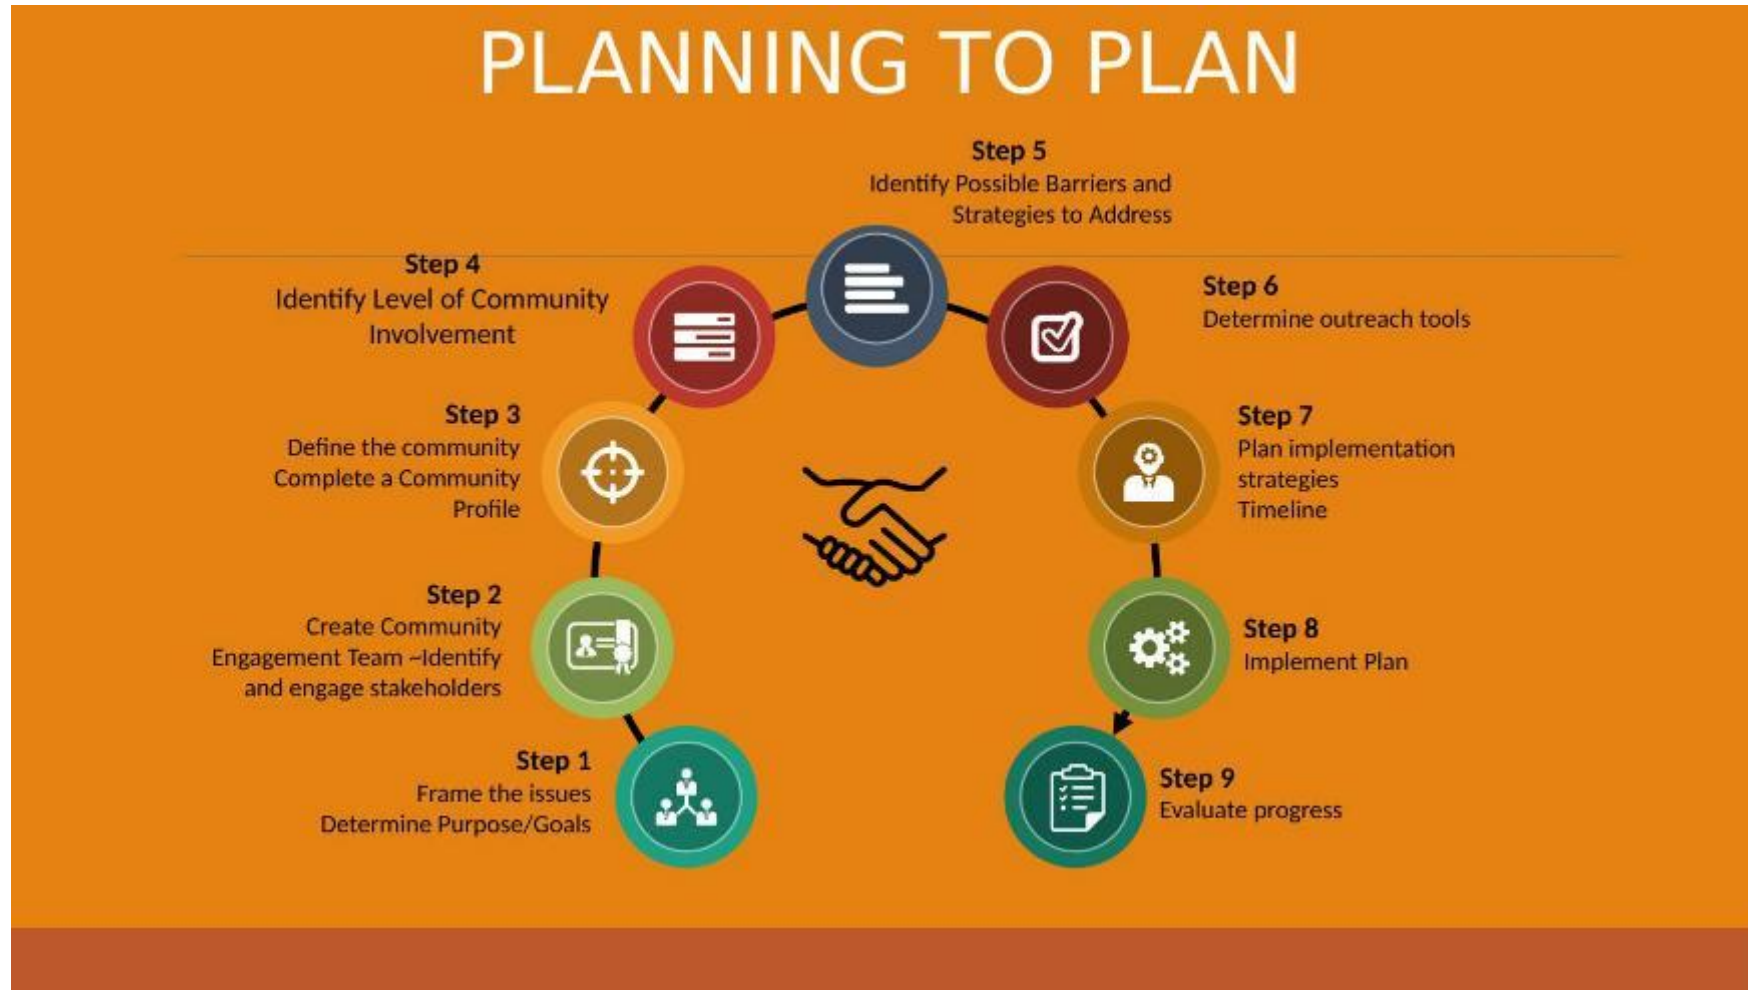 PLANNING TO PLAN
Step 1
Frame the issues
Determine Purpose/Goals
Step 2
Create Community
Engagement Team ~Identify
and engage stakeholders
Step 3
Define the community
Complete a Community
Profile
Step 4
Identify Level of Community
Involvement
Step 5
Identify Possible Barriers and
Strategies to Address
Step 6
Determine outreach tools
Step 7
Plan implementation
strategies
Timeline
Step 8
Implement Plan
Step 9
Evaluate progress